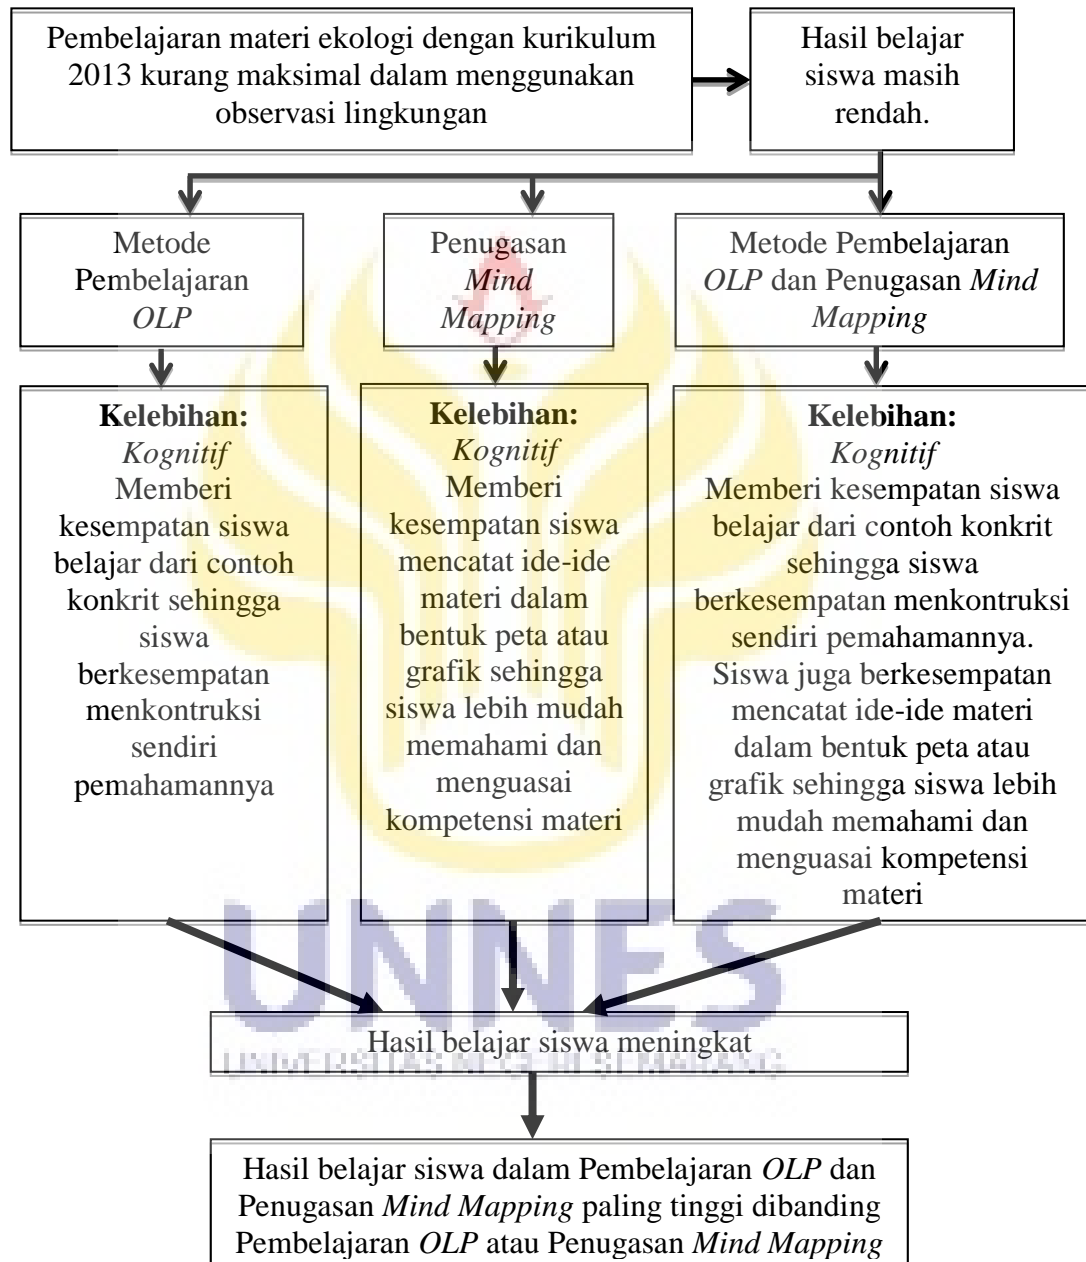 Pembelajaran materi ekologi dengan kurikulum
2013 kurang maksimal dalam menggunakan
observasi lingkungan
Hasil belajar
siswa masih
rendah.
Metode
Pembelajaran
OLP
Penugasan
Mind
Mapping
Metode Pembelajaran
OLP dan Penugasan Mind
Mapping
Kelebihan:
Kognitif
Memberi
kesempatan siswa
belajar dari contoh
konkrit sehingga
siswa
berkesempatan
menkontruksi
sendiri
pemahamannya
Kelebihan:
Kognitif
Memberi
kesempatan siswa
mencatat ide-ide
materi dalam
bentuk peta atau
grafik sehingga
siswa lebih mudah
memahami dan
menguasai
kompetensi materi
Kelebihan:
Kognitif
Memberi kesempatan siswa
belajar dari contoh konkrit
sehingga siswa
berkesempatan menkontruksi
sendiri pemahamannya.
Siswa juga berkesempatan
mencatat ide-ide materi
dalam bentuk peta atau
grafik sehingga siswa lebih
mudah memahami dan
menguasai kompetensi
materi
UNNES
UNIVERSITAS NEGERI SEMARANG
Hasil belajar siswa meningkat
Hasil belajar siswa dalam Pembelajaran OLP dan
Penugasan Mind Mapping paling tinggi dibanding
Pembelajaran OLP atau Penugasan Mind Mapping